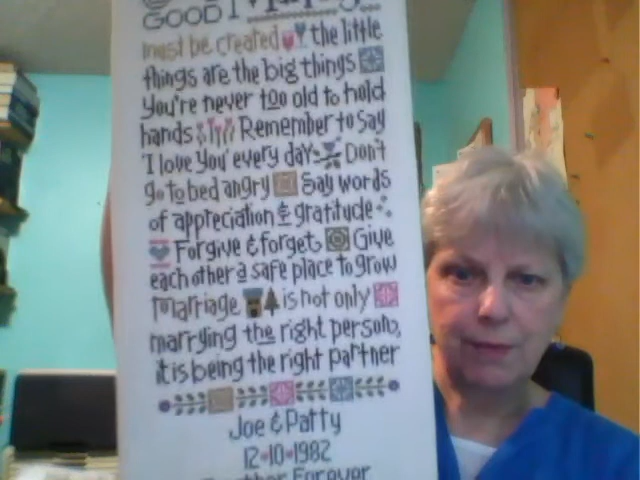 GOOD
must be created the little
things are the big things
You're never too old to hold
hands Remember to say
'I love You' every day Don't
go to bed angry Say words
of appreciation & gratitude
Forgive & forget Give
each other a safe place to grow
Marriage is not only
marrying the right person,
it is being the right partner
Joe & Patty
12•10•1982
Together Forever